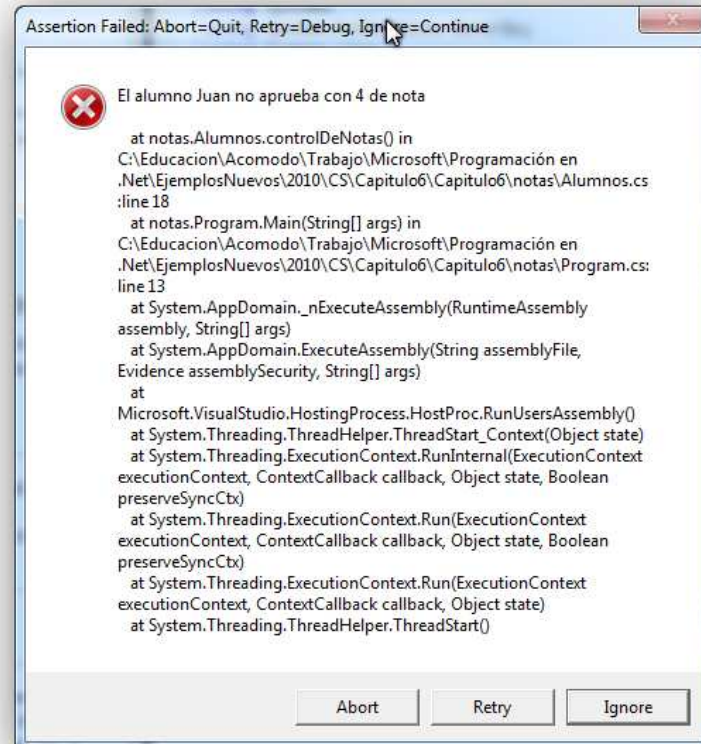 Assertion Failed: Abort=Quit, Retry=Debug, Ignore=Continue
El alumno Juan no aprueba con 4 de nota
at notas.Alumnos.controlDeNotas() in
C:\Educacion\Acomodo\Trabajo\Microsoft\Programación en
.Net\EjemplosNuevos\2010\CS\Capitulo6\Capitulo6\notas\Alumnos.cs
:line 18
at notas.Program.Main(String[] args) in
C:\Educacion\Acomodo\Trabajo\Microsoft\Programación en
.Net\EjemplosNuevos\2010\CS\Capitulo6\Capitulo6\notas\Program.cs:
line 13
at System.AppDomain._nExecuteAssembly(RuntimeAssembly
assembly, String[] args)
at System.AppDomain.ExecuteAssembly(String assemblyFile,
Evidence assemblySecurity, String[] args)
at
Microsoft.VisualStudio.HostingProcess.HostProc.RunUsersAssembly()
at System.Threading.ThreadHelper.ThreadStart_Context(Object state)
at System.Threading.ExecutionContext.RunInternal(ExecutionContext
executionContext, ContextCallback callback, Object state, Boolean
preserveSyncCtx)
at System.Threading.ExecutionContext.Run(ExecutionContext
executionContext, ContextCallback callback, Object state, Boolean
preserveSyncCtx)
at System.Threading.ExecutionContext.Run(ExecutionContext
executionContext, ContextCallback callback, Object state)
at System.Threading.ThreadHelper.ThreadStart()
Abort Retry Ignore